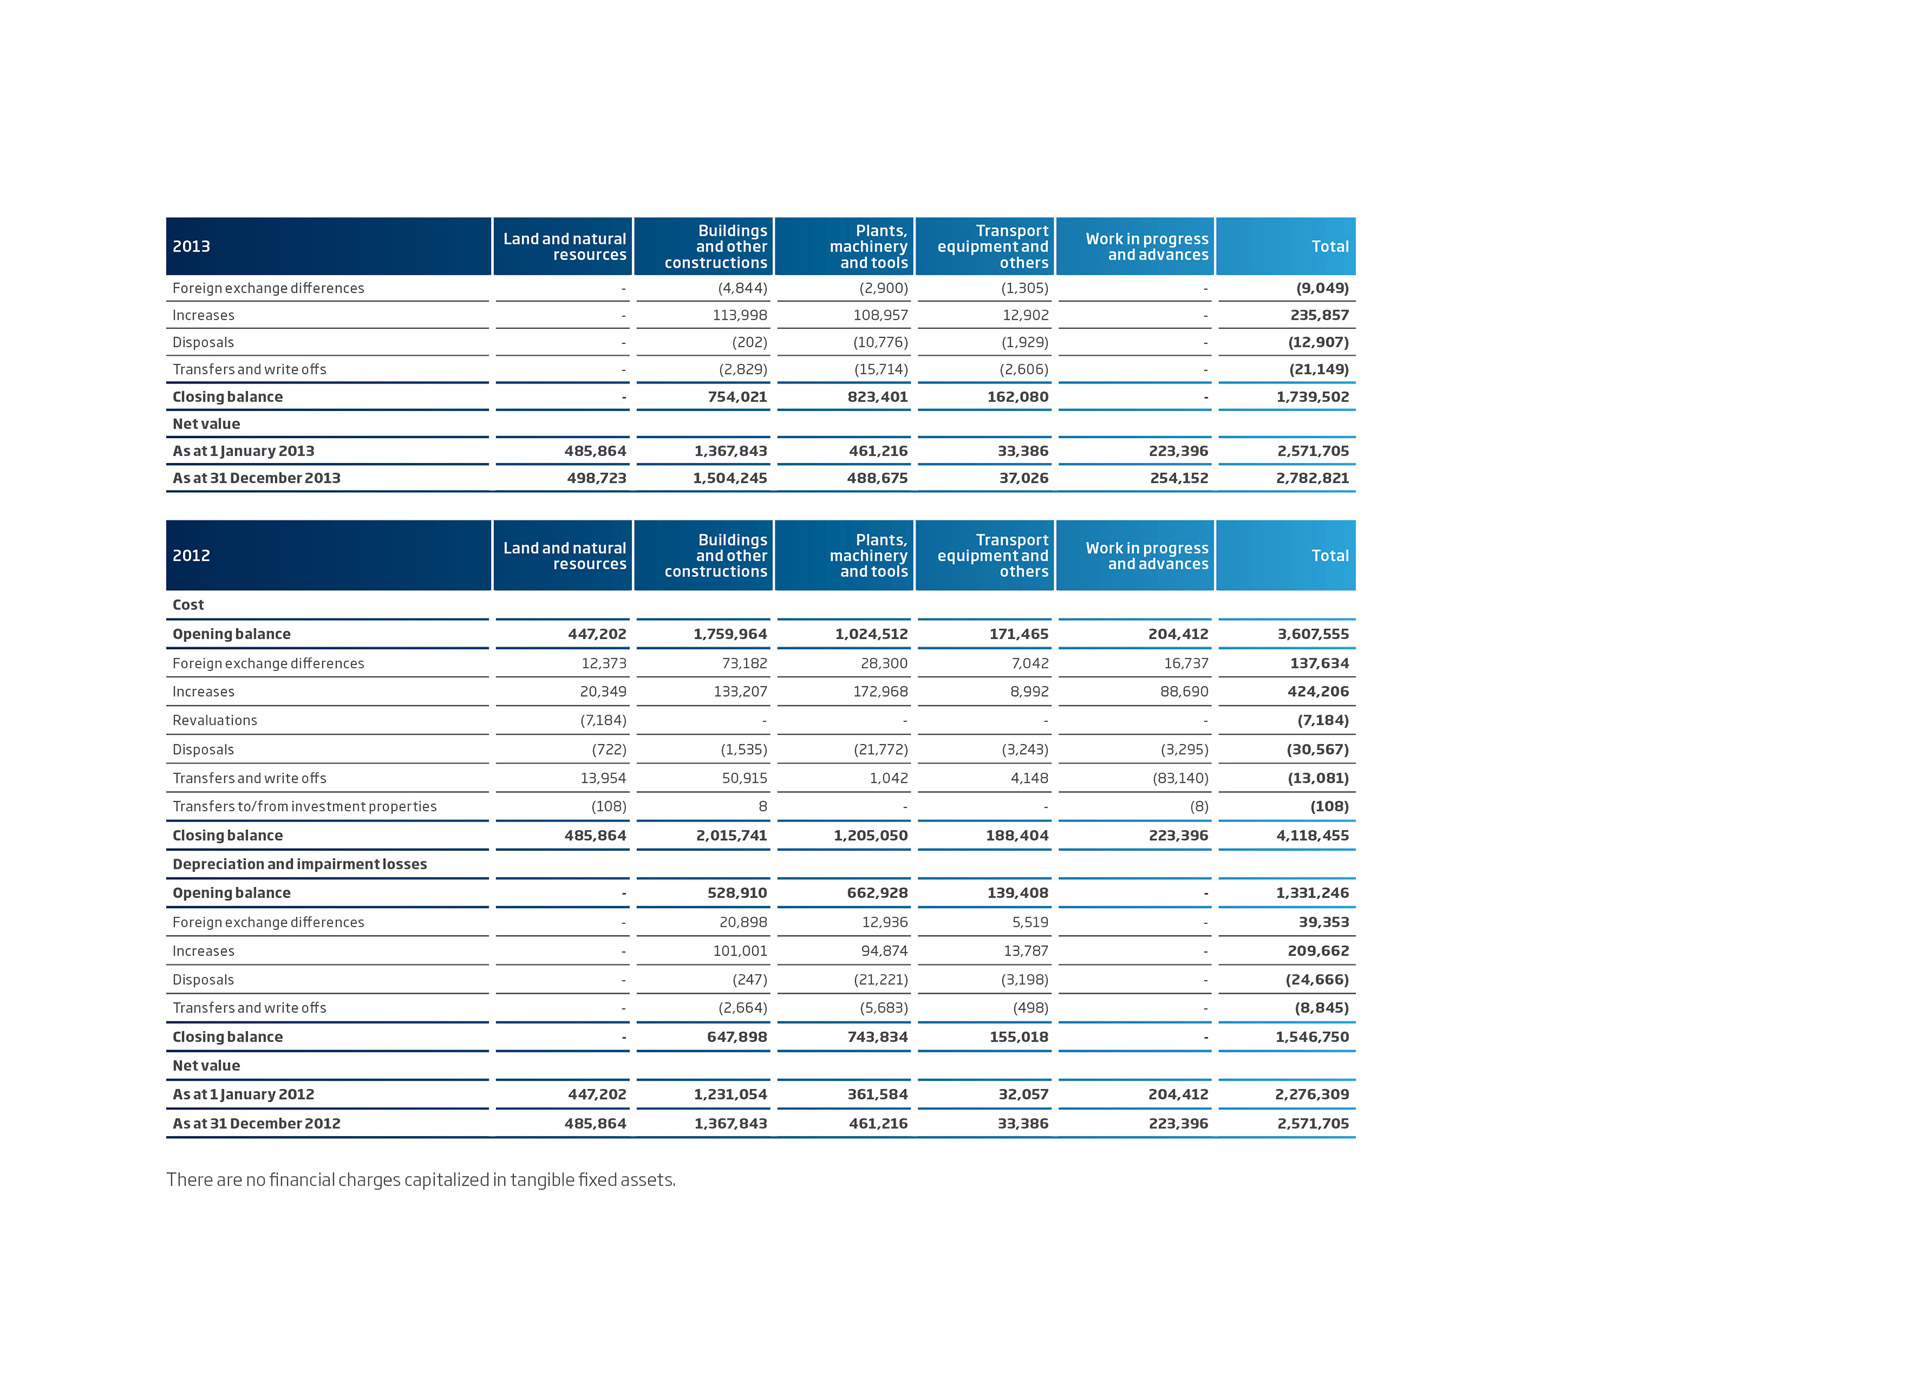 2013 Land and natural resources Buildings and other constructions Plants, machinery and tools Transport equipment and others Work in progress and advances Total
Foreign exchange differences - (4,844) (2,900) (1,305) - (9,049)
Increases - 113,998 108,957 12,902 - 235,857
Disposals - (202) (10,776) (1,929) - (12,907)
Transfers and write offs - (2,829) (15,714) (2,606) - (21,149)
Closing balance - 754,021 823,401 162,080 - 1,739,502
Net value
As at 1 January 2013 485,864 1,367,843 461,216 33,386 223,396 2,571,705
As at 31 December 2013 498,723 1,504,245 488,675 37,026 254,152 2,782,821
2012 Land and natural resources Buildings and other constructions Plants, machinery and tools Transport equipment and others Work in progress and advances Total
Cost
Opening balance 447,202 1,759,964 1,024,512 171,465 204,412 3,607,555
Foreign exchange differences 12,373 73,182 28,300 7,042 16,737 137,634
Increases 20,349 133,207 172,968 8,992 88,690 424,206
Revaluations (7,184) - - - - (7,184)
Disposals (722) (1,535) (21,772) (3,243) (3,295) (30,567)
Transfers and write offs 13,954 50,915 1,042 4,148 (83,140) (13,081)
Transfers to/from investment properties (108) 8 - - (8) (108)
Closing balance 485,864 2,015,741 1,205,050 188,404 223,396 4,118,455
Depreciation and impairment losses
Opening balance - 528,910 662,928 139,408 - 1,331,246
Foreign exchange differences - 20,898 12,936 5,519 - 39,353
Increases - 101,001 94,874 13,787 - 209,662
Disposals - (247) (21,221) (3,198) - (24,666)
Transfers and write offs - (2,664) (5,683) (498) - (8,845)
Closing balance - 647,898 743,834 155,018 - 1,546,750
Net value
As at 1 January 2012 447,202 1,231,054 361,584 32,057 204,412 2,276,309
As at 31 December 2012 485,864 1,367,843 461,216 33,386 223,396 2,571,705
There are no financial charges capitalized in tangible fixed assets.